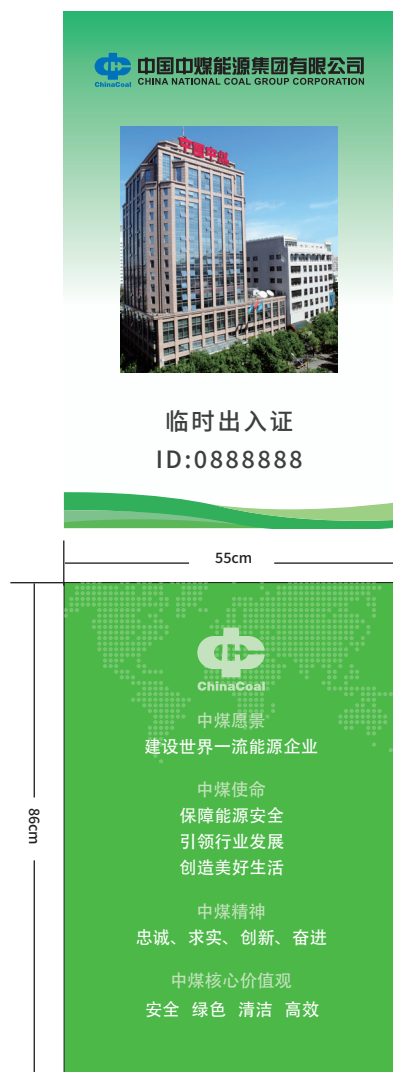 中国中煤能源集团有限公司
CHINA NATIONAL COAL GROUP CORPORATION
ChinaCoal
中国中煤
临时出入证
ID:0888888
55cm
86cm
ChinaCoal
中煤愿景
建设世界一流能源企业
中煤使命
保障能源安全
引领行业发展
创造美好生活
中煤精神
忠诚、求实、创新、奋进
中煤核心价值观
安全 绿色 清洁 高效